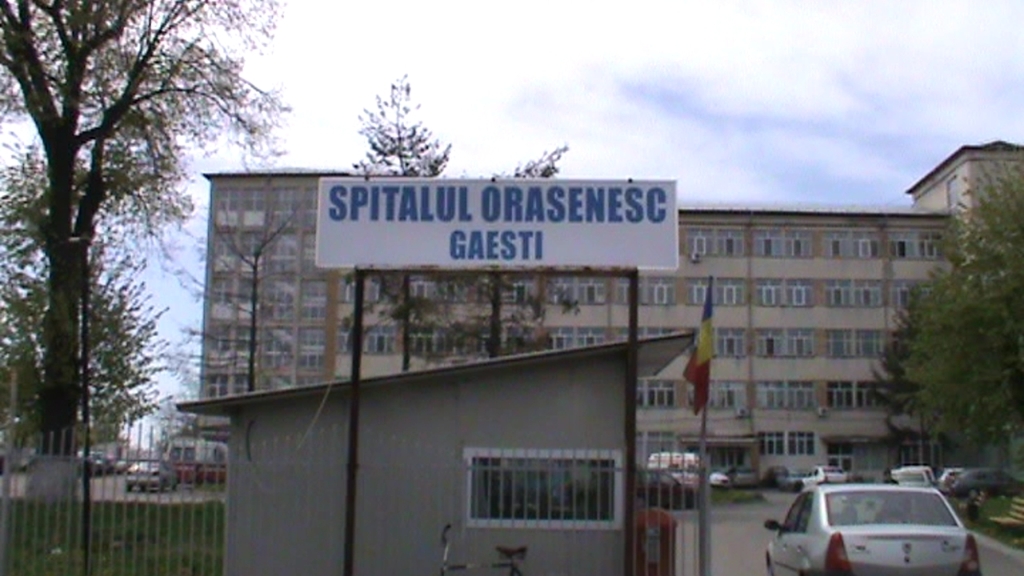 SPITALUL ORASENESC
GAESTI